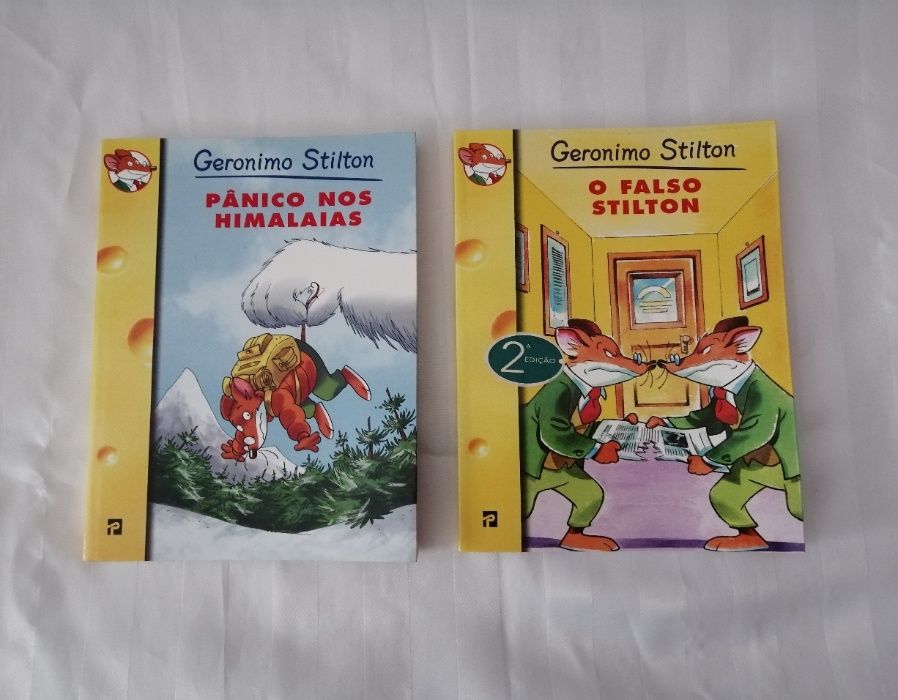 Geronimo Stilton
PÂNICO NOS
HIMALAIAS
Geronimo Stilton
O FALSO
STILTON
2ª
EDIÇÃO